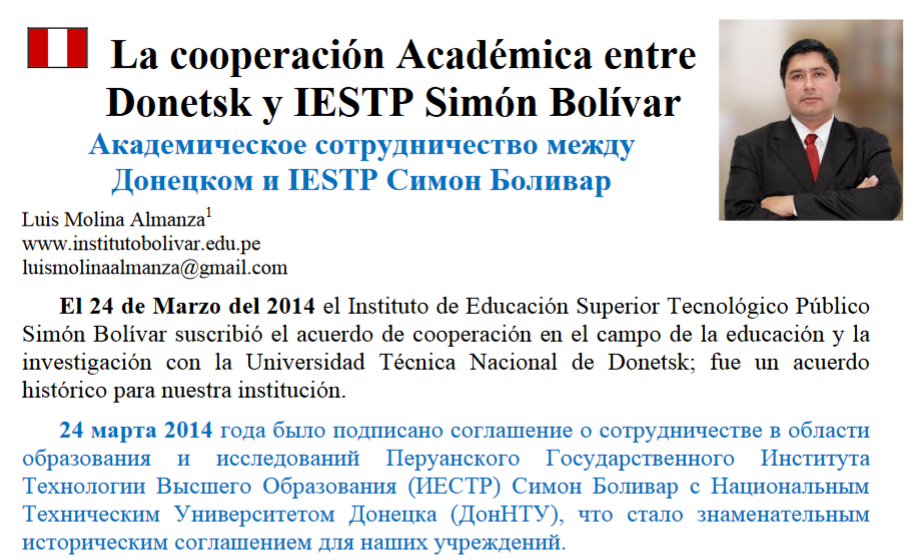 La cooperación Académica entre
Donetsk y IESTP Simón Bolívar
Академическое сотрудничество между
Донецком и IESTP Симон Боливар
Luis Molina Almanza¹
www.institutobolivar.edu.pe
luismolinaalmanza@gmail.com
El 24 de Marzo del 2014 el Instituto de Educación Superior Tecnológico Público
Simón Bolívar suscribió el acuerdo de cooperación en el campo de la educación y la
investigación con la Universidad Técnica Nacional de Donetsk; fue un acuerdo
histórico para nuestra institución.
24 марта 2014 года было подписано соглашение о сотрудничестве в области
образования и исследований Перуанского Государственного Института
Технологии Высшего Образования (ИЕСТР) Симон Боливар с Национальным
Техническим Университетом Донецка (ДонНТУ), что стало знаменательным
историческим соглашением для наших учреждений.